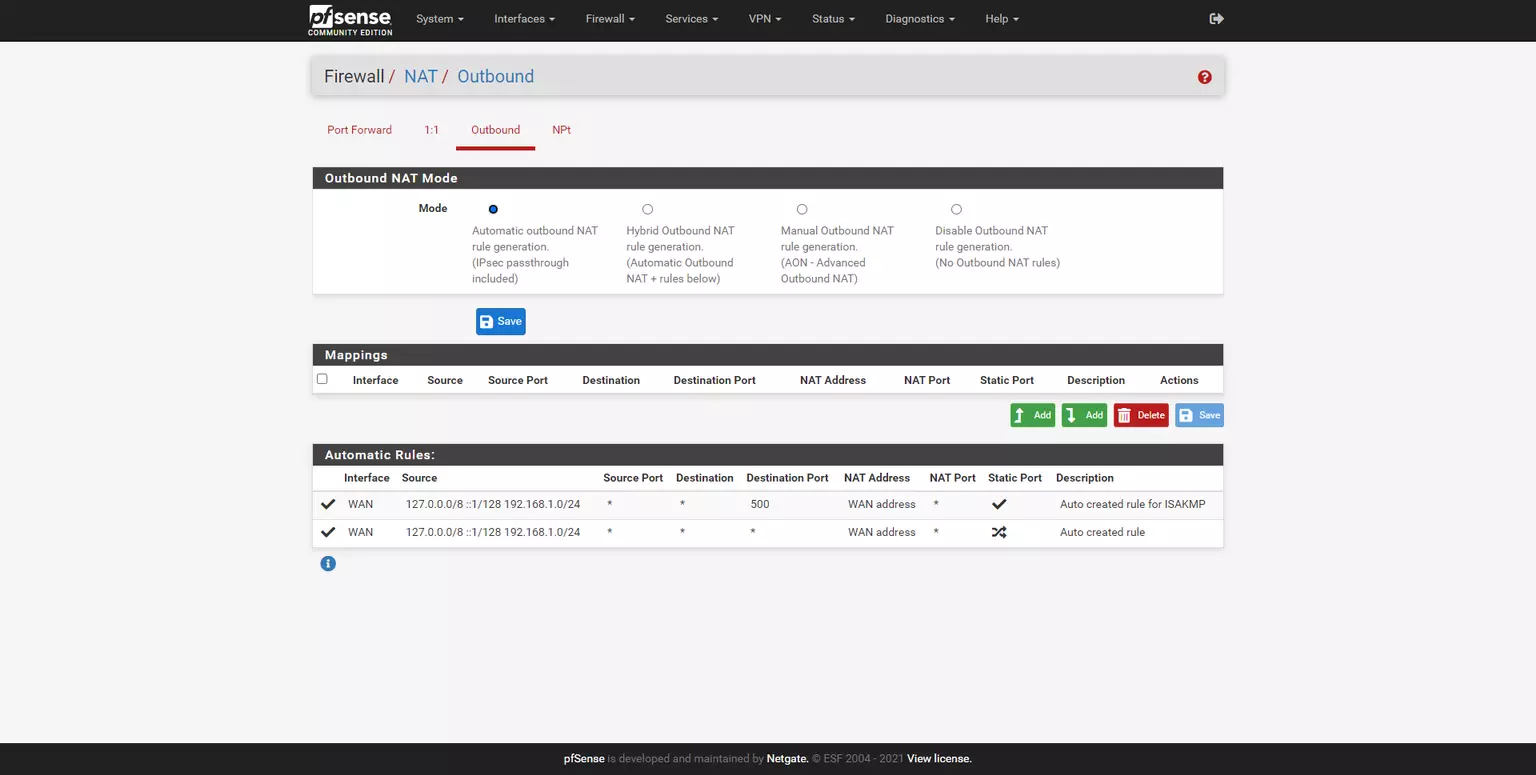 pfsense System Interfaces Firewall Services VPN Status Diagnostics Help
COMMUNITY EDITION
Firewall / NAT / Outbound
Port Forward 1:1 Outbound NPt
Outbound NAT Mode
Mode
Automatic outbound NAT rule generation. (IPsec passthrough included)
Hybrid Outbound NAT rule generation. (Automatic Outbound NAT + rules below)
Manual Outbound NAT rule generation. (AON - Advanced Outbound NAT)
Disable Outbound NAT rule generation. (No Outbound NAT rules)
Save
Mappings
Interface Source Source Port Destination Destination Port NAT Address NAT Port Static Port Description Actions
Add Add Delete Save
Automatic Rules:
Interface Source Source Port Destination Destination Port NAT Address NAT Port Static Port Description
WAN 127.0.0.0/8 ::1/128 192.168.1.0/24 * * 500 WAN address * Auto created rule for ISAKMP
WAN 127.0.0.0/8 ::1/128 192.168.1.0/24 * * * WAN address * Auto created rule
pfSense is developed and maintained by Netgate. © ESF 2004 - 2021 View license.